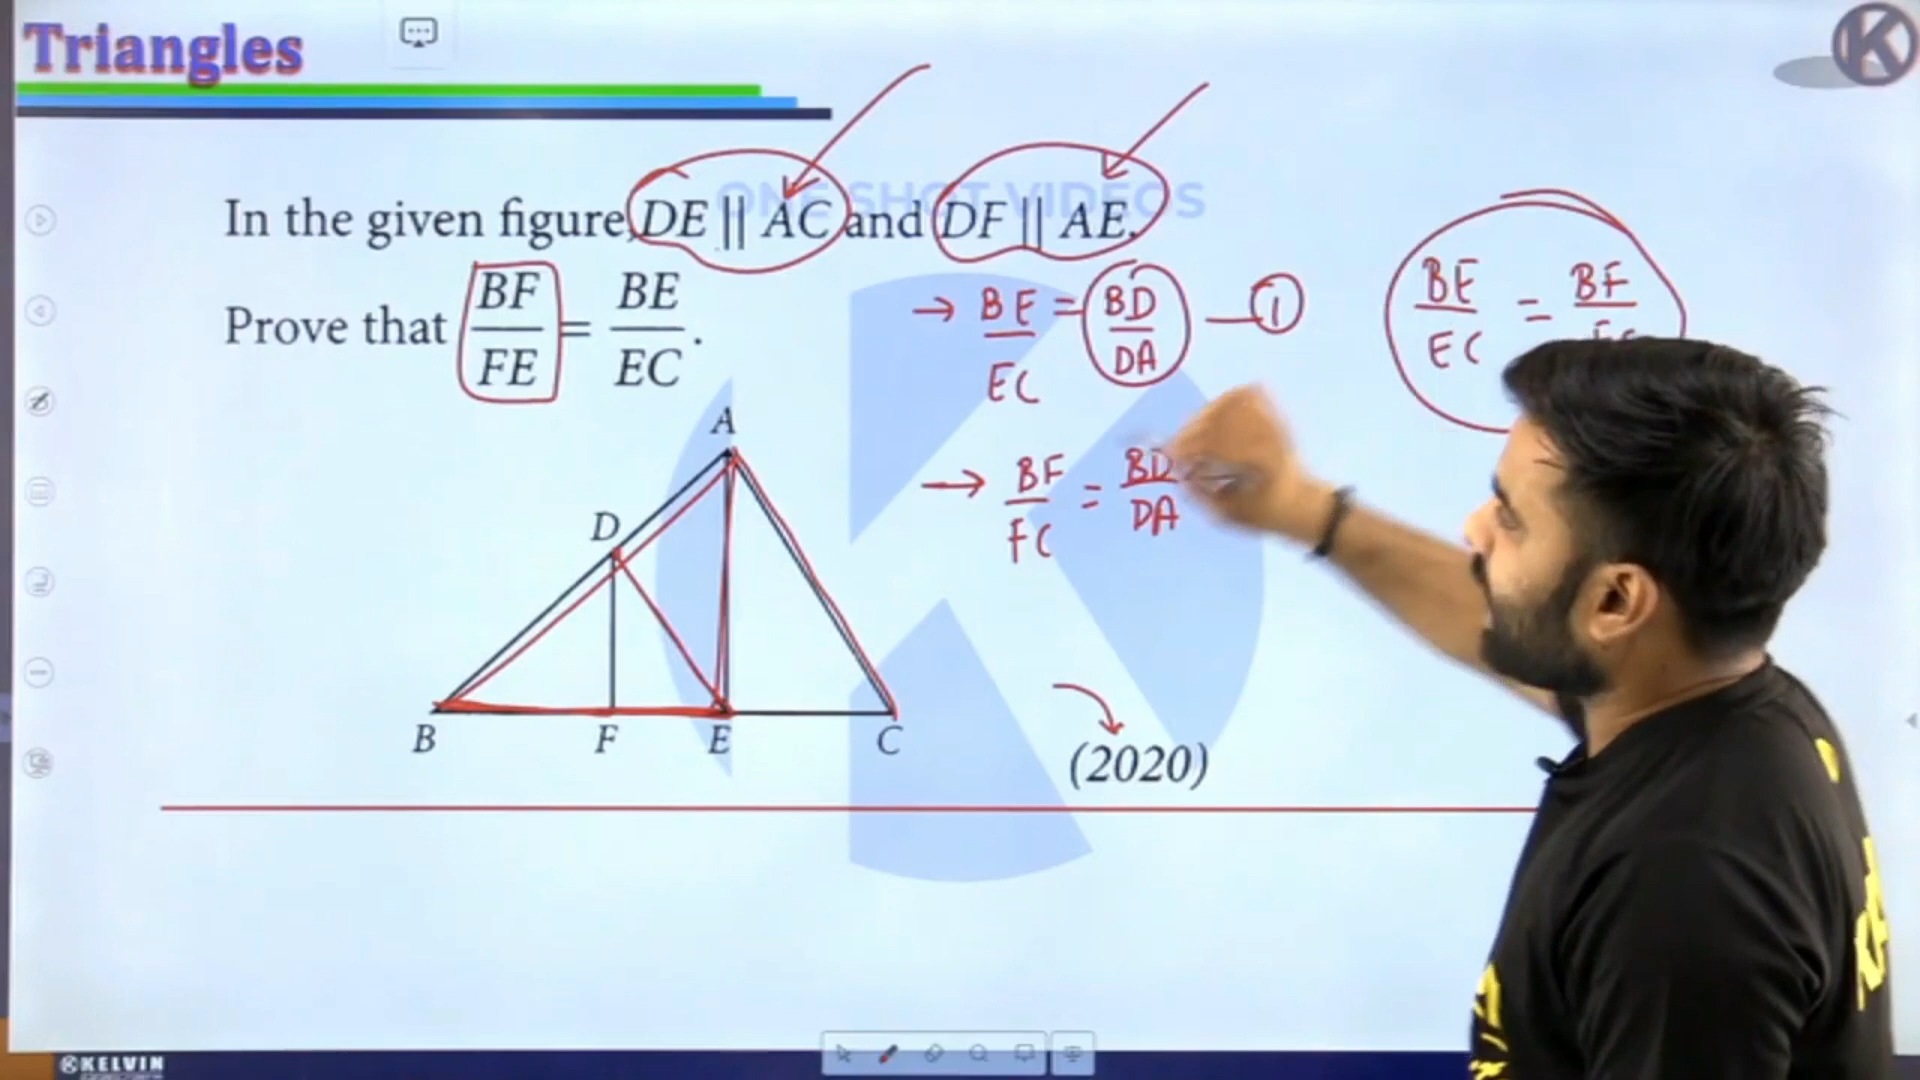 Triangles
K
ONE SHOT VIDEOS
In the given figure, DE || AC and DF || AE.
Prove that BF/FE = BE/EC.
→ BE/EC = BD/DA — ①
BE/EC = BF/
→ BF/FC = BD/DA
A
D
B F E C
(2020)
KELVIN